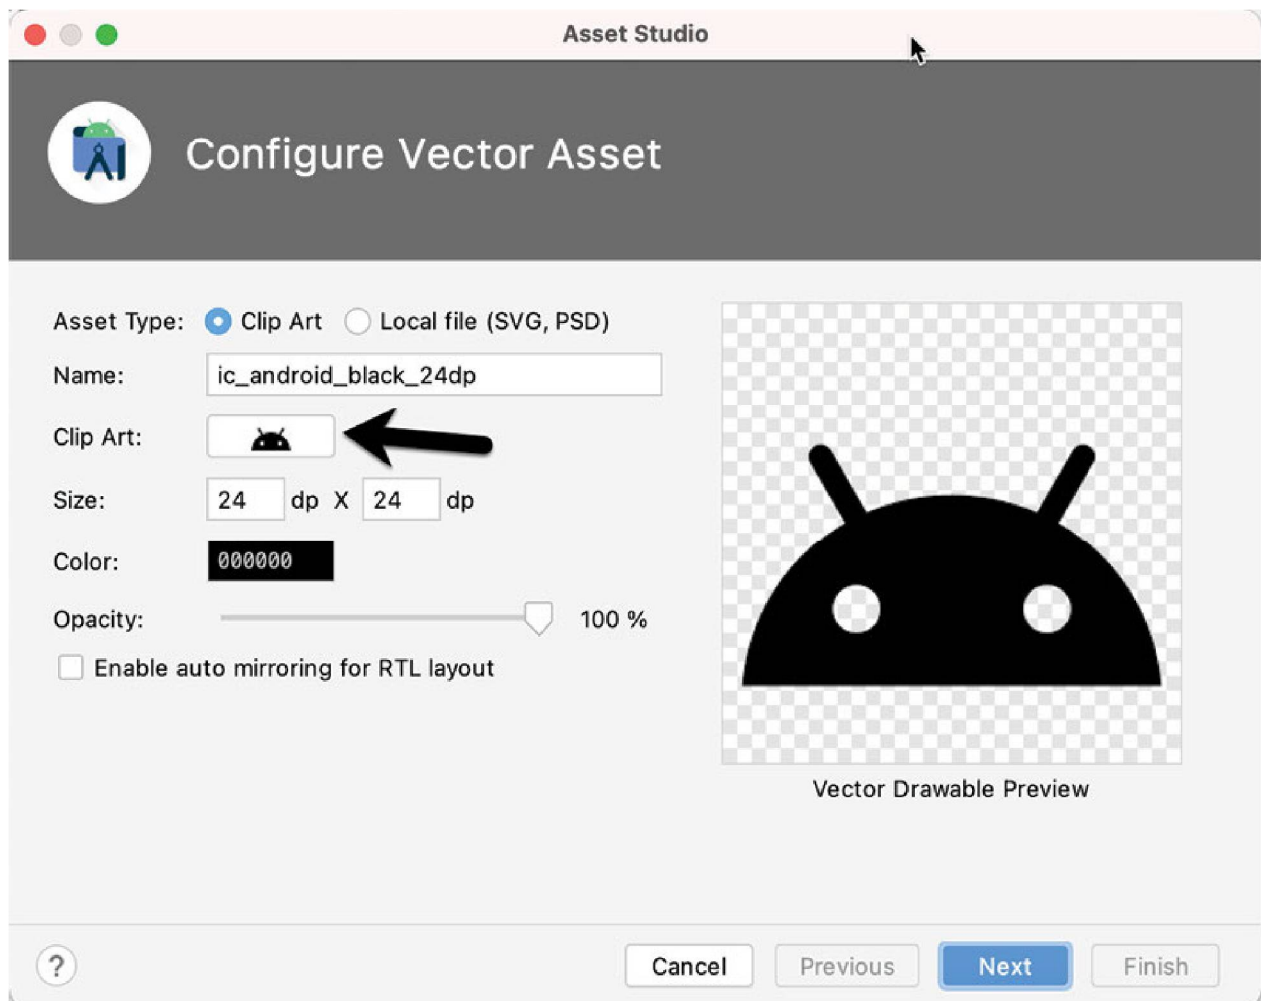 Asset Studio
Configure Vector Asset
Asset Type: Clip Art Local file (SVG, PSD)
Name: ic_android_black_24dp
Clip Art:
Size: 24 dp X 24 dp
Color: 000000
Opacity: 100 %
Enable auto mirroring for RTL layout
Vector Drawable Preview
? Cancel Previous Next Finish